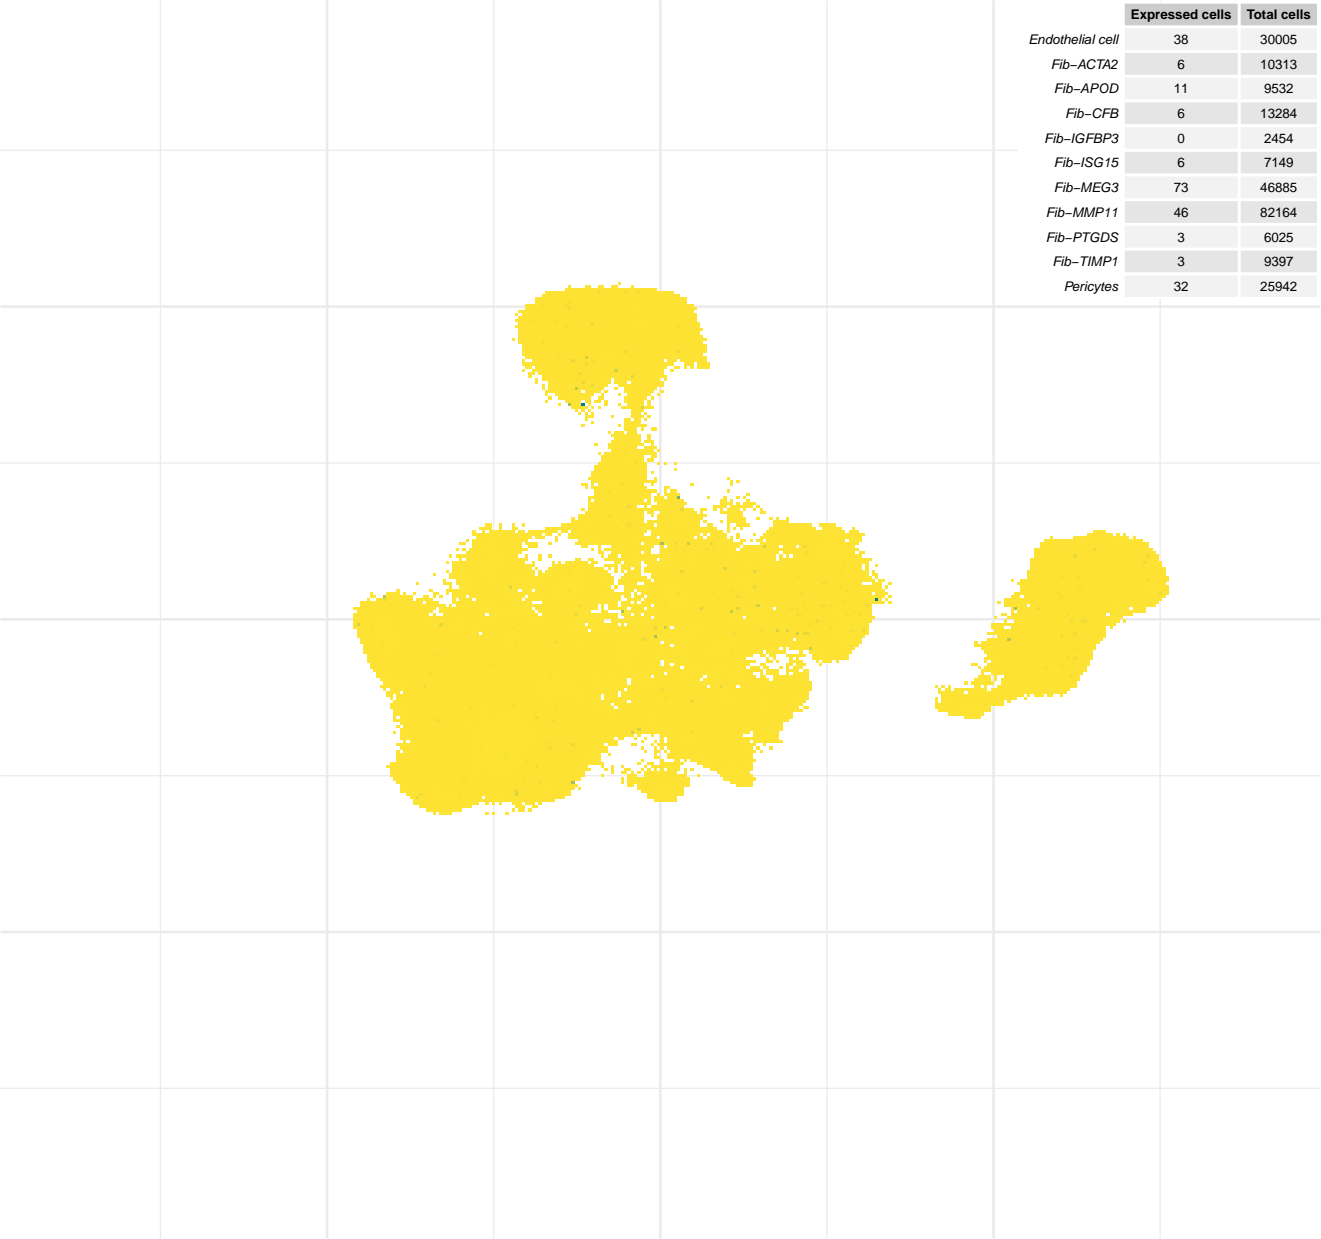 Expressed cells Total cells
Endothelial cell 38 30005
Fib−ACTA2 6 10313
Fib−APOD 11 9532
Fib−CFB 6 13284
Fib−IGFBP3 0 2454
Fib−ISG15 6 7149
Fib−MEG3 73 46885
Fib−MMP11 46 82164
Fib−PTGDS 3 6025
Fib−TIMP1 3 9397
Pericytes 32 25942